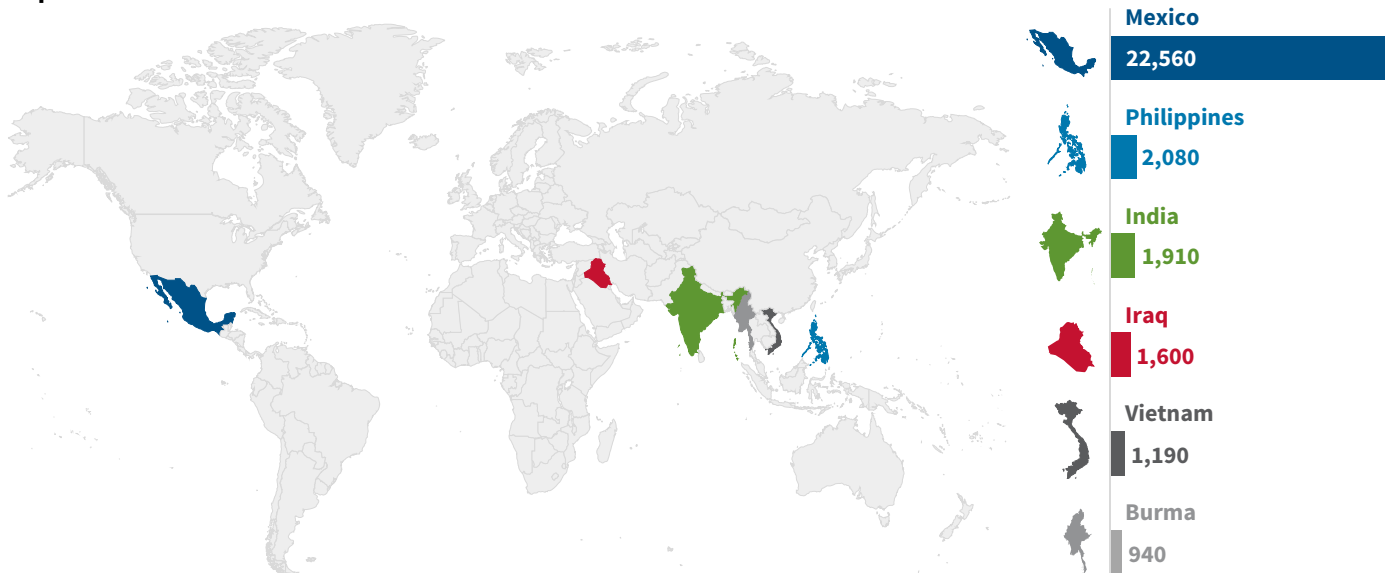 Mexico
22,560
Philippines
2,080
India
1,910
Iraq
1,600
Vietnam
1,190
Burma
940